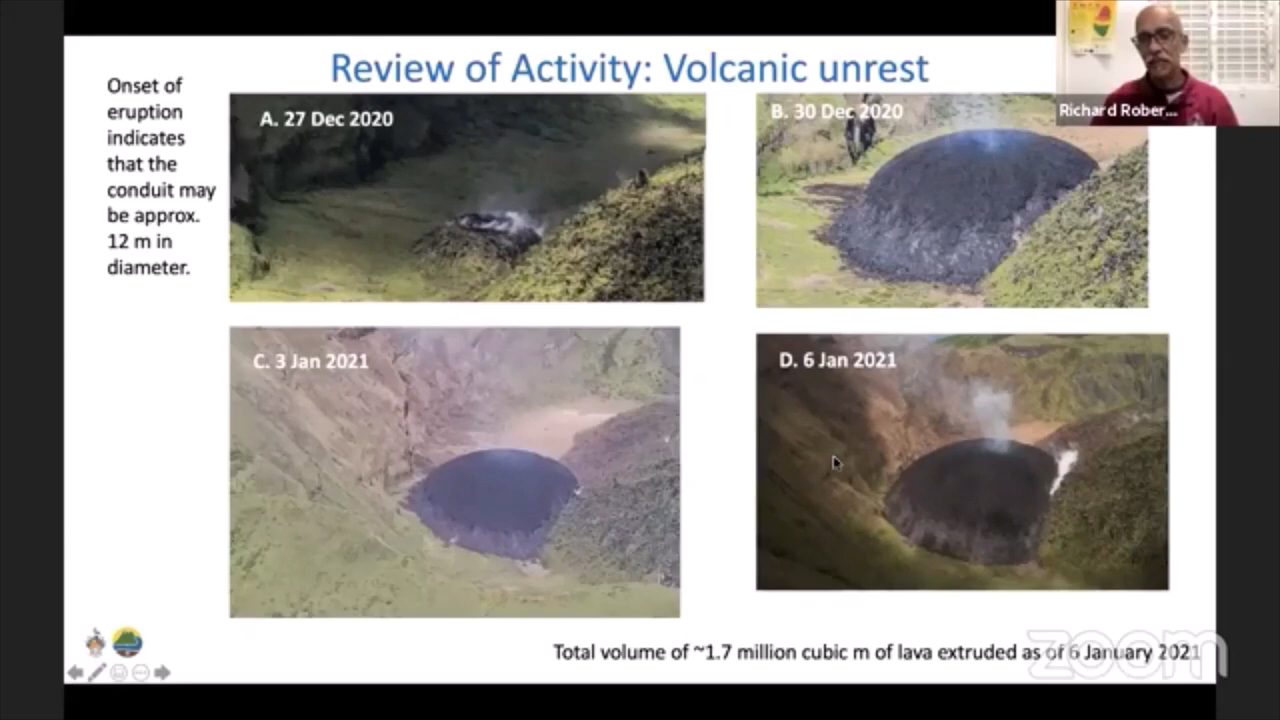 Review of Activity: Volcanic unrest
Onset of
eruption
indicates
that the
conduit may
be approx.
12 m in
diameter.
A. 27 Dec 2020
B. 30 Dec 2020
Richard Rober...
C. 3 Jan 2021
D. 6 Jan 2021
Total volume of ~1.7 million cubic m of lava extruded as of 6 January 2021
zoom